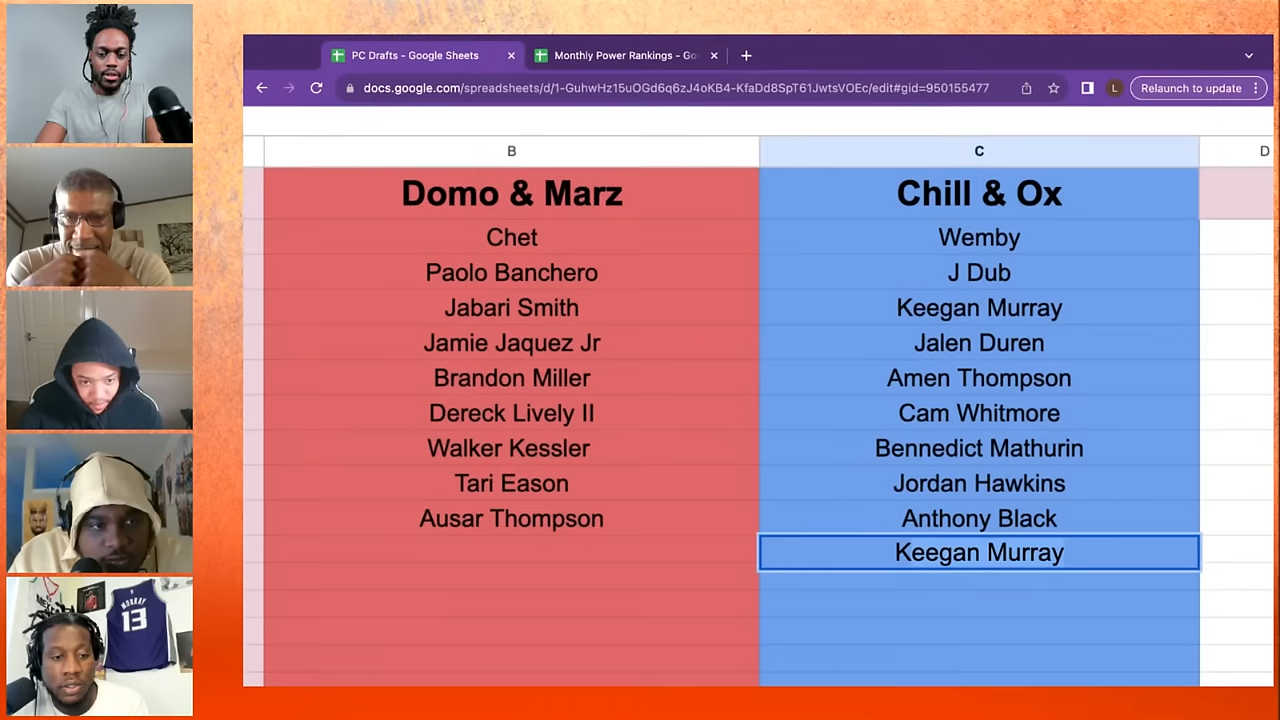 PC Drafts - Google Sheets
Monthly Power Rankings - Go
docs.google.com/spreadsheets/d/1-GuhwHz15uOGd6q6zJ4oKB4-KfaDd8SpT61JwtsVOEc/edit#gid=950155477
L
Relaunch to update
B C D
Domo & Marz Chill & Ox
Chet Wemby
Paolo Banchero J Dub
Jabari Smith Keegan Murray
Jamie Jaquez Jr Jalen Duren
Brandon Miller Amen Thompson
Dereck Lively II Cam Whitmore
Walker Kessler Bennedict Mathurin
Tari Eason Jordan Hawkins
Ausar Thompson Anthony Black
Keegan Murray
MURRAY
13